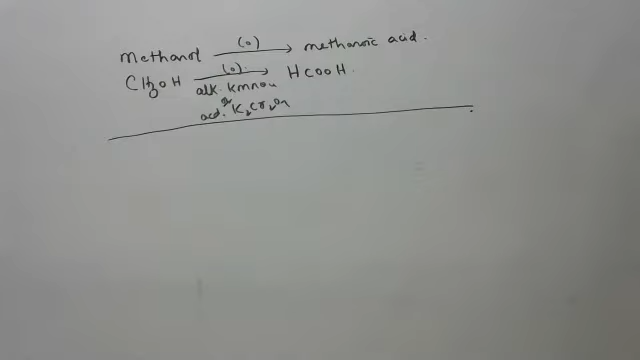 Methanol (O) → methanoic acid.
CH3OH (O). → HCOOH.
alk. KMnO4
or
acd. K2Cr2O7